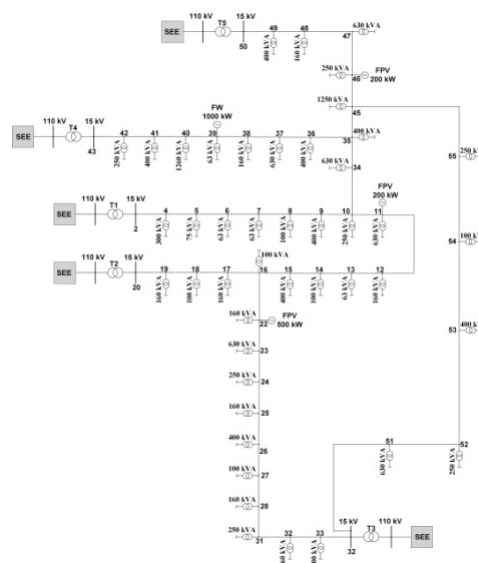 110 kV 15 kV 49 48 630 kVA
SEE T5 47
50
400 kVA 160 kVA 250 kVA FPV
46 200 kW
1250 kVA
45
FW
1000 kW
110 kV 15 kV 42 41 40 39 38 37 36 400 kVA
SEE T4 35
43
250 kVA 400 kVA 1260 kVA 63 kVA 160 kVA 630 kVA 400 kVA
250 kVA
55
630 kVA
34
FPV
200 kW
110 kV 15 kV 4 5 6 7 8 9 10 11
SEE T1
2
300 kVA 75 kVA 63 kVA 63 kVA 100 kVA 400 kVA 250 kVA 630 kVA
100 kVA
54
100 kVA
110 kV 15 kV 19 18 17 16 15 14 13 12
SEE T2
20
160 kVA 100 kVA 160 kVA 400 kVA 100 kVA 63 kVA 160 kVA
160 kVA FPV
22 500 kW
400 kVA
53
630 kVA
23
250 kVA
24
160 kVA
25
400 kVA
26
51 52
630 kVA 250 kVA
100 kVA
27
160 kVA
28
250 kVA
31 32 33 15 kV 110 kV
32 T3 SEE